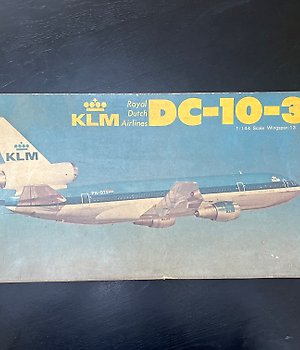 KLM
Royal
Dutch
Airlines
DC-10-3
1:144 Scale Wingspan:13
KLM